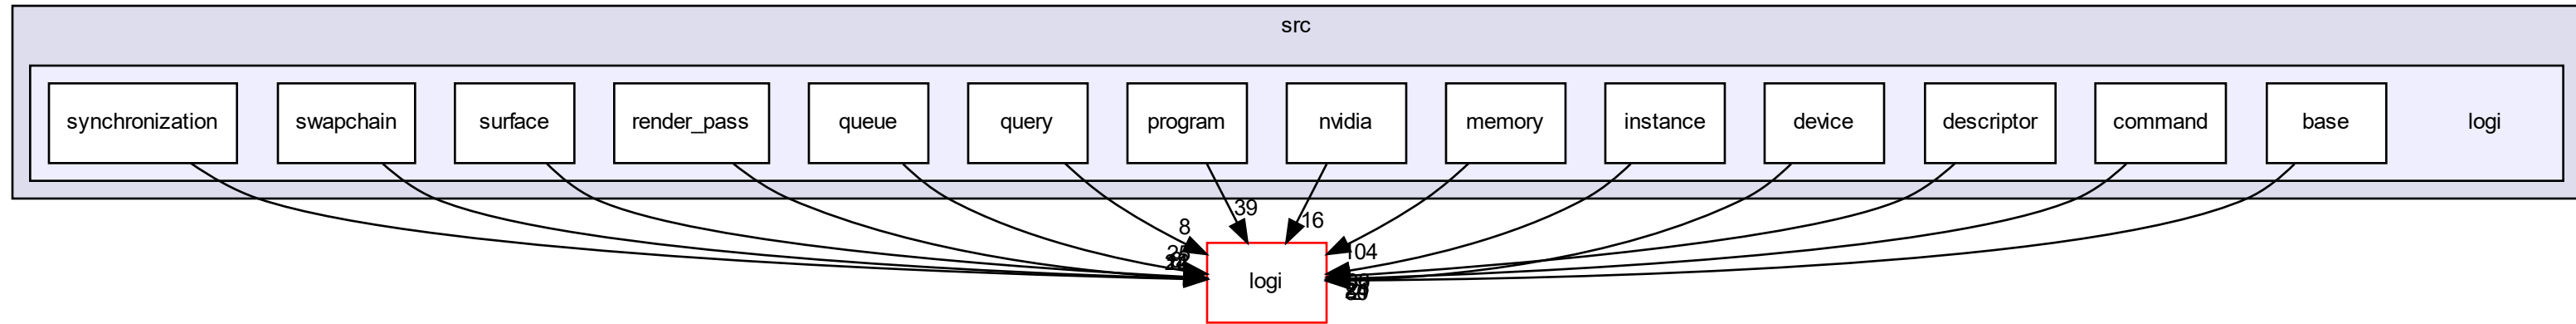 src
synchronization
swapchain
surface
render_pass
queue
query
program
nvidia
memory
instance
device
descriptor
command
base
logi
39
16
8
104
logi